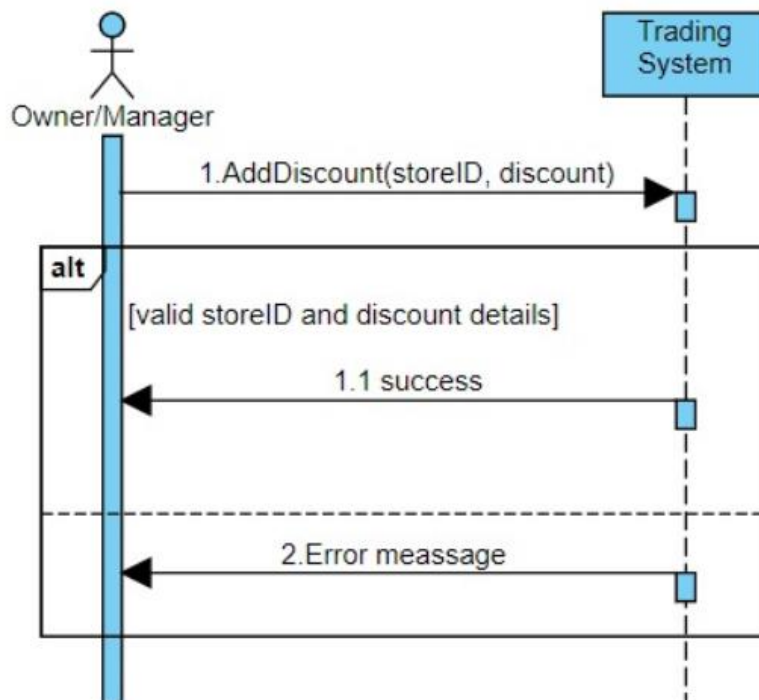 Trading
System
Owner/Manager
1.AddDiscount(storeID, discount)
alt
[valid storeID and discount details]
1.1 success
2.Error meassage